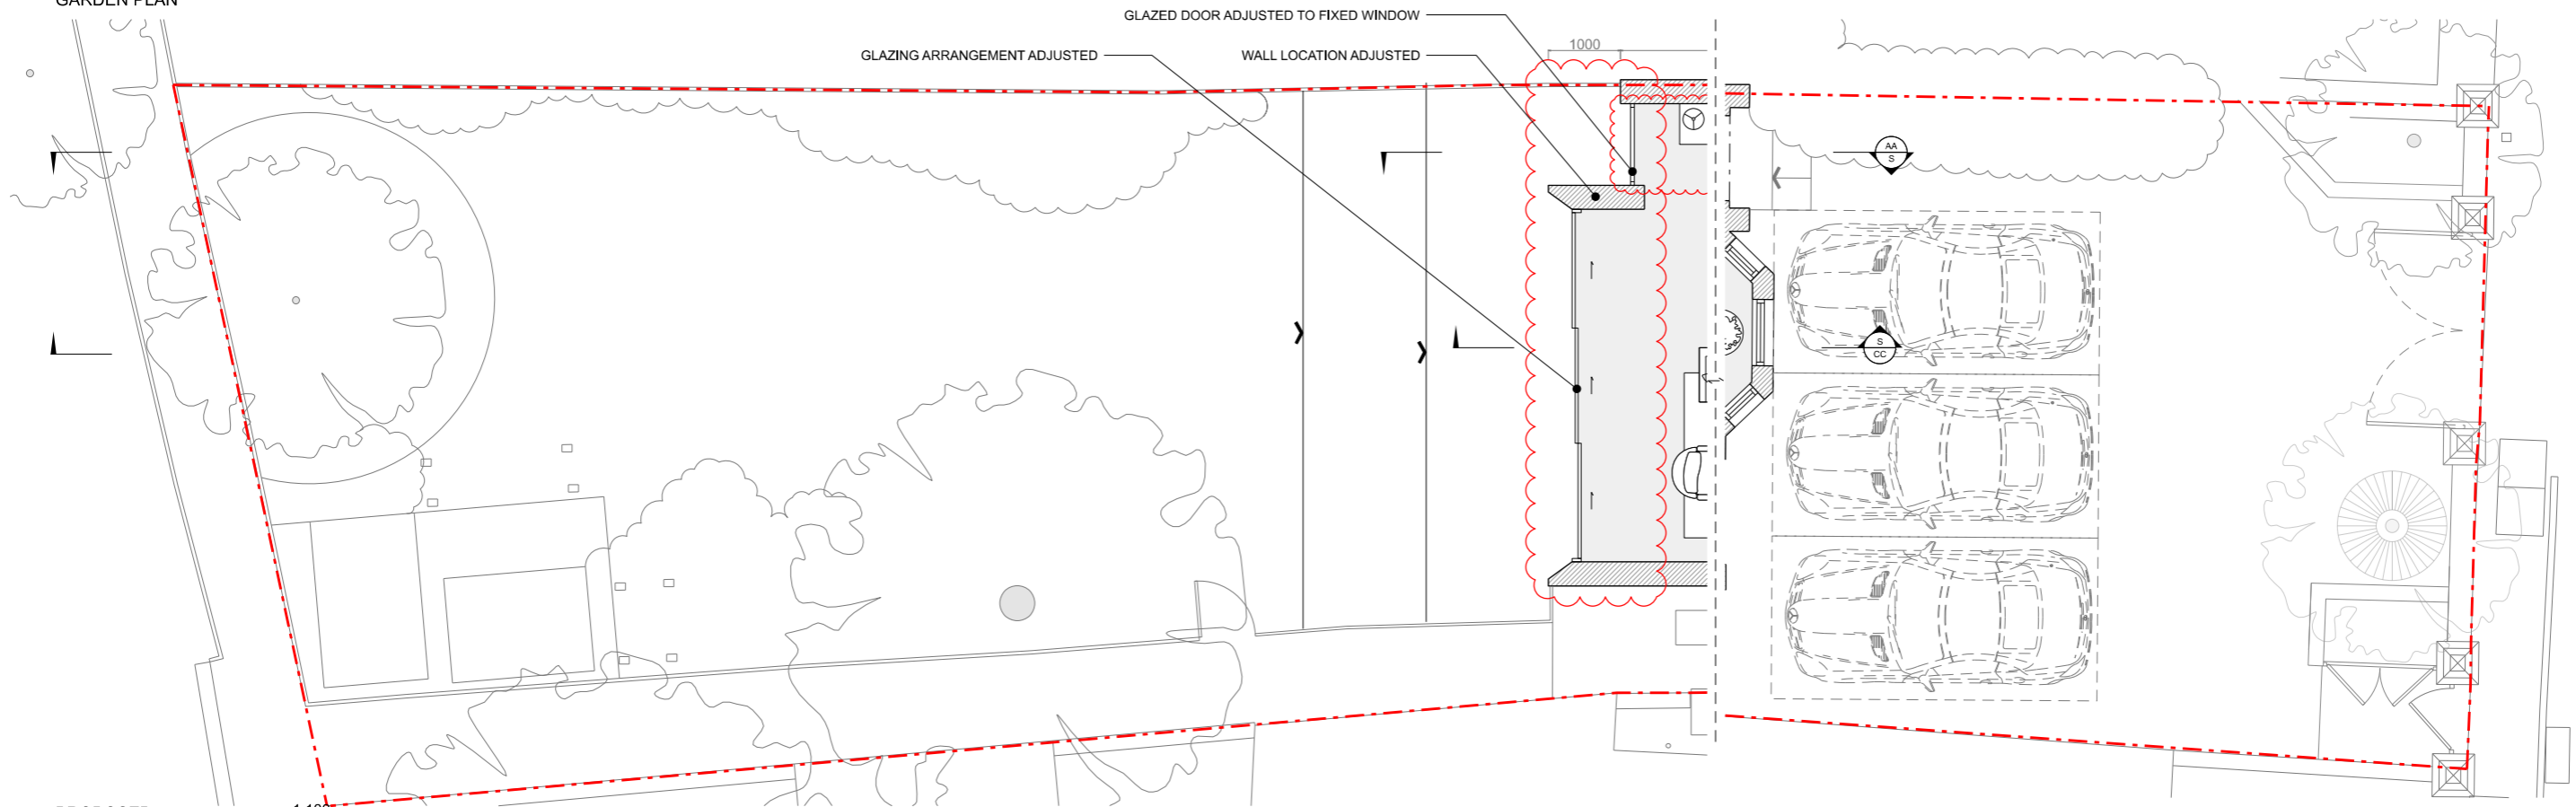 GARDEN PLAN
GLAZED DOOR ADJUSTED TO FIXED WINDOW
GLAZING ARRANGEMENT ADJUSTED
WALL LOCATION ADJUSTED
1000
AA
S
S
CC